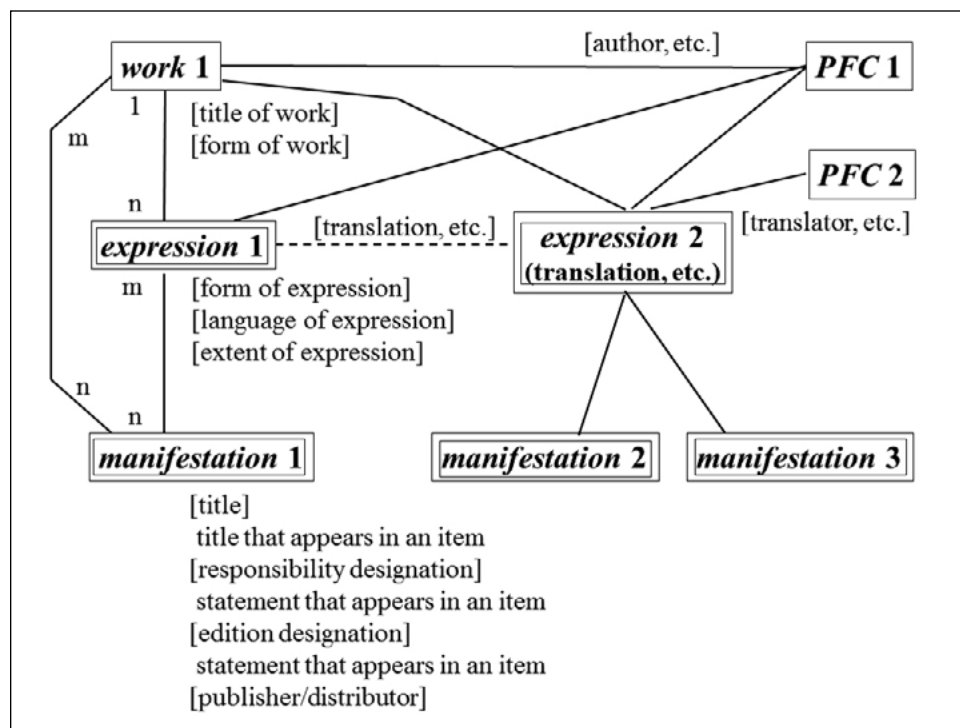 work 1
[author, etc.]
PFC 1
1
[title of work]
m
[form of work]
PFC 2
n
[translation, etc.]
[translator, etc.]
expression 1
expression 2
(translation, etc.)
m
[form of expression]
[language of expression]
[extent of expression]
n
n
manifestation 1
manifestation 2
manifestation 3
[title]
title that appears in an item
[responsibility designation]
statement that appears in an item
[edition designation]
statement that appears in an item
[publisher/distributor]